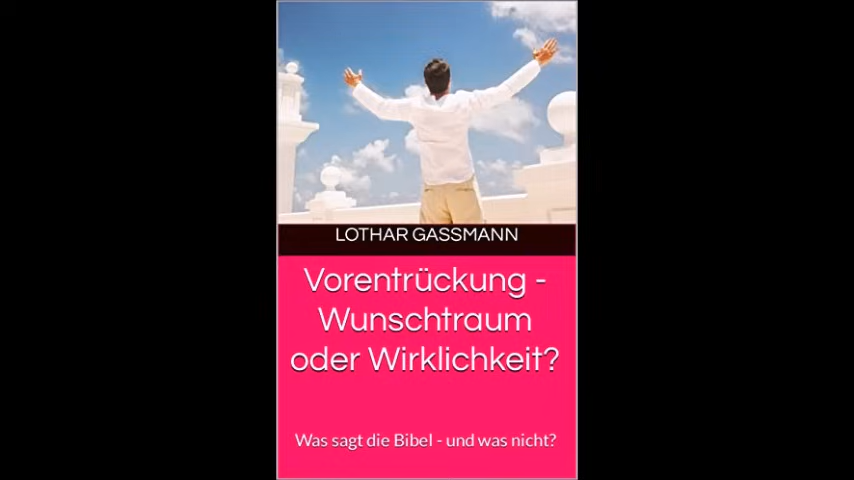 LOTHAR GASSMANN
Vorentrückung -
Wunschtraum
oder Wirklichkeit?
Was sagt die Bibel - und was nicht?